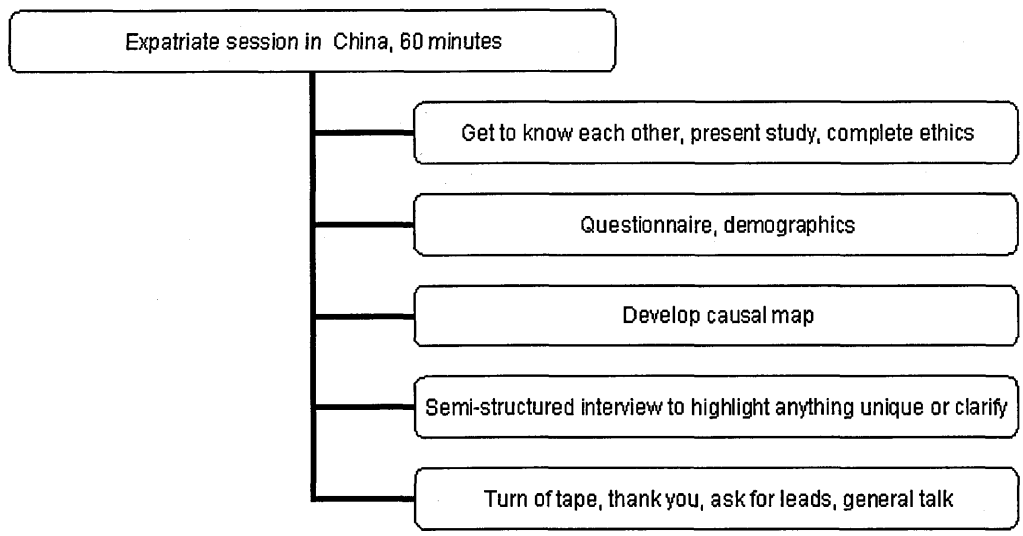 Expatriate session in China, 60 minutes
Get to know each other, present study, complete ethics
Questionnaire, demographics
Develop causal map
Semi-structured interview to highlight anything unique or clarify
Turn of tape, thank you, ask for leads, general talk